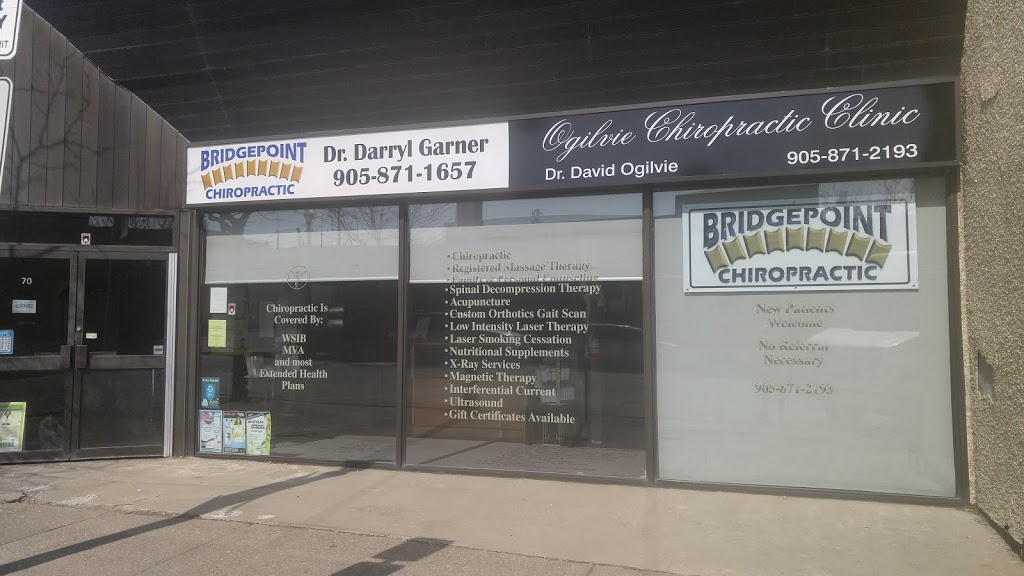 BRIDGEPOINT
CHIROPRACTIC
Dr. Darryl Garner
905-871-1657
Ogilvie Chiropractic Clinic
Dr. David Ogilvie
905-871-2193
70
Chiropractic Is
Covered By:
WSIB
MVA
and most
Extended Health
Plans
• Chiropractic
• Registered Massage Therapy
• Family & Personal Counseling
• Spinal Decompression Therapy
• Acupuncture
• Custom Orthotics Gait Scan
• Low Intensity Laser Therapy
• Laser Smoking Cessation
• Nutritional Supplements
• X-Ray Services
• Magnetic Therapy
• Interferential Current
• Ultrasound
• Gift Certificates Available
BRIDGEPOINT
CHIROPRACTIC
New Patients
Welcome
No Referral
Necessary
905-871-2193